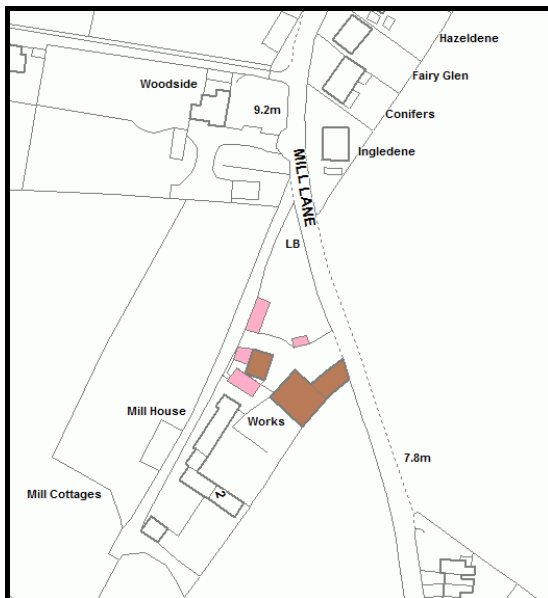 Hazeldene
Fairy Glen
Woodside
9.2m
Conifers
Ingledene
MILL LANE
LB
Mill House
Works
7.8m
Mill Cottages
2